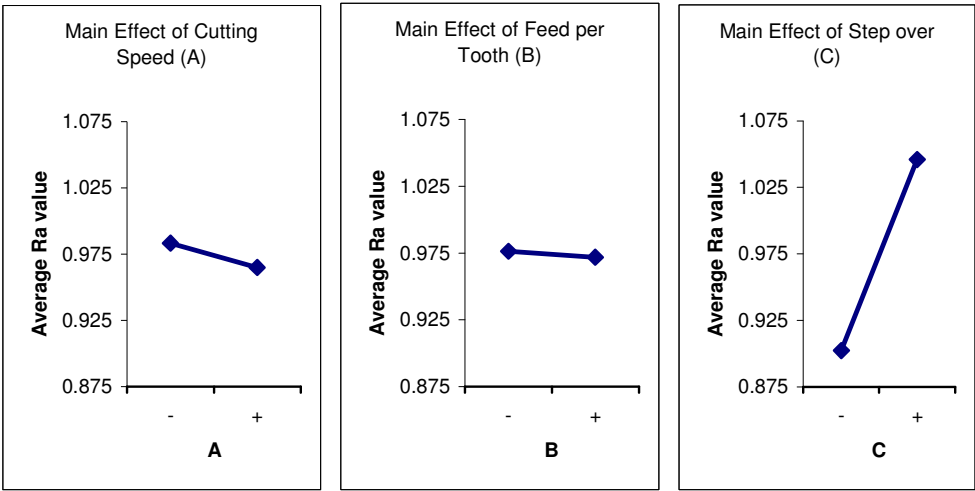 Main Effect of Cutting
Speed (A)
Average Ra value
1.075
1.025
0.975
0.925
0.875
-
+
A
Main Effect of Feed per
Tooth (B)
Average Ra value
1.075
1.025
0.975
0.925
0.875
-
+
B
Main Effect of Step over
(C)
Average Ra value
1.075
1.025
0.975
0.925
0.875
-
+
C